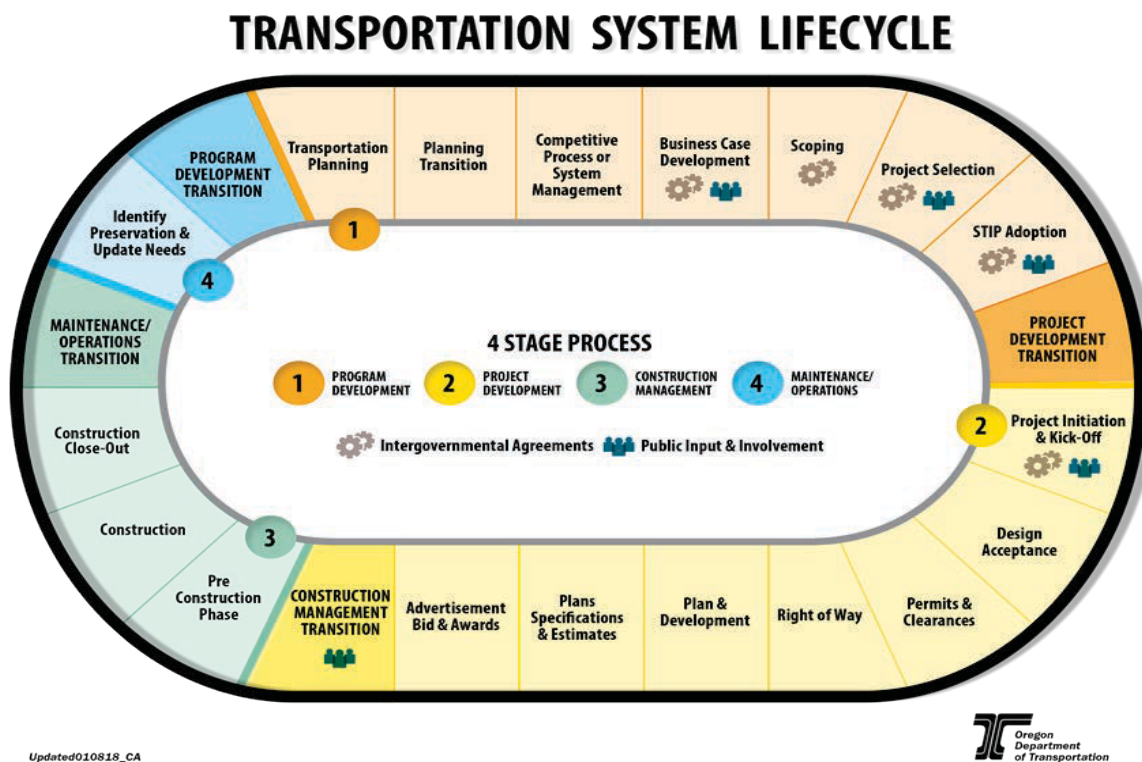 TRANSPORTATION SYSTEM LIFECYCLE
PROGRAM
DEVELOPMENT
TRANSITION
Transportation
Planning
Planning
Transition
Competitive
Process or
System
Management
Business Case
Development
Scoping
Project Selection
STIP Adoption
PROJECT
DEVELOPMENT
TRANSITION
1
Identify
Preservation &
Update Needs
4
MAINTENANCE/
OPERATIONS
TRANSITION
4 STAGE PROCESS
1 PROGRAM
DEVELOPMENT
2 PROJECT
DEVELOPMENT
3 CONSTRUCTION
MANAGEMENT
4 MAINTENANCE/
OPERATIONS
Intergovernmental Agreements
Public Input & Involvement
2
Project Initiation
& Kick-Off
Construction
Close-Out
Construction
3
Design
Acceptance
Pre
Construction
Phase
CONSTRUCTION
MANAGEMENT
TRANSITION
Advertisement
Bid & Awards
Plans
Specifications
& Estimates
Plan &
Development
Right of Way
Permits &
Clearances
Updated010818_CA
Oregon
Department
of Transportation